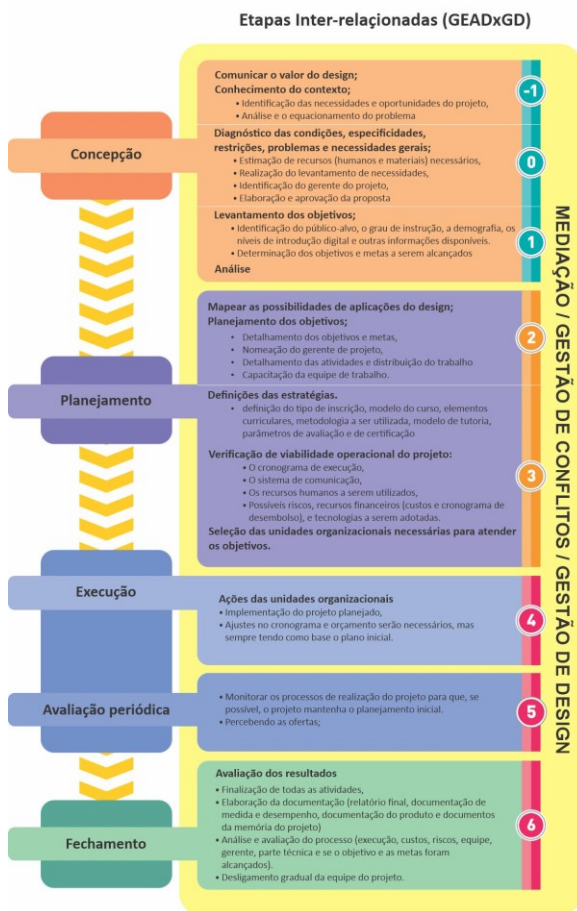 Etapas Inter-relacionadas (GEADxGD)
Concepção
Comunicar o valor do design;
Conhecimento do contexto;
• Identificação das necessidades e oportunidades do projeto,
• Análise e o equacionamento do problema
-1
Diagnóstico das condições, especificidades,
restrições, problemas e necessidades gerais;
• Estimação de recursos (humanos e materiais) necessários,
• Realização do levantamento de necessidades,
• Identificação do gerente do projeto,
• Elaboração e aprovação da proposta
0
Levantamento dos objetivos;
• Identificação do público-alvo, o grau de instrução, a demografia, os
níveis de introdução digital e outras informações disponíveis.
• Determinação dos objetivos e metas a serem alcançados
Análise
1
Planejamento
Mapear as possibilidades de aplicações do design;
Planejamento dos objetivos;
• Detalhamento dos objetivos e metas,
• Nomeação do gerente de projeto,
• Detalhamento das atividades e distribuição do trabalho
• Capacitação da equipe de trabalho.
2
Definições das estratégias.
• definição do tipo de inscrição, modelo do curso, elementos
curriculares, metodologia a ser utilizada, modelo de tutoria,
parâmetros de avaliação e de certificação
Verificação de viabilidade operacional do projeto:
• O cronograma de execução,
• O sistema de comunicação,
• Os recursos humanos a serem utilizados,
• Possíveis riscos, recursos financeiros (custos e cronograma de
desembolso), e tecnologias a serem adotadas.
Seleção das unidades organizacionais necessárias para atender
os objetivos.
3
Execução
Ações das unidades organizacionais
• Implementação do projeto planejado,
• Ajustes no cronograma e orçamento serão necessários, mas
sempre tendo como base o plano inicial.
4
Avaliação periódica
• Monitorar os processos de realização do projeto para que, se
possível, o projeto mantenha o planejamento inicial.
• Percebendo as ofertas;
5
Fechamento
Avaliação dos resultados
• Finalização de todas as atividades,
• Elaboração da documentação (relatório final, documentação de
medida e desempenho, documentação do produto e documentos
da memória do projeto)
• Análise e avaliação do processo (execução, custos, riscos, equipe,
gerente, parte técnica e se o objetivo e as metas foram
alcançados).
• Desligamento gradual da equipe do projeto.
6
MEDIAÇÃO / GESTÃO DE CONFLITOS / GESTÃO DE DESIGN